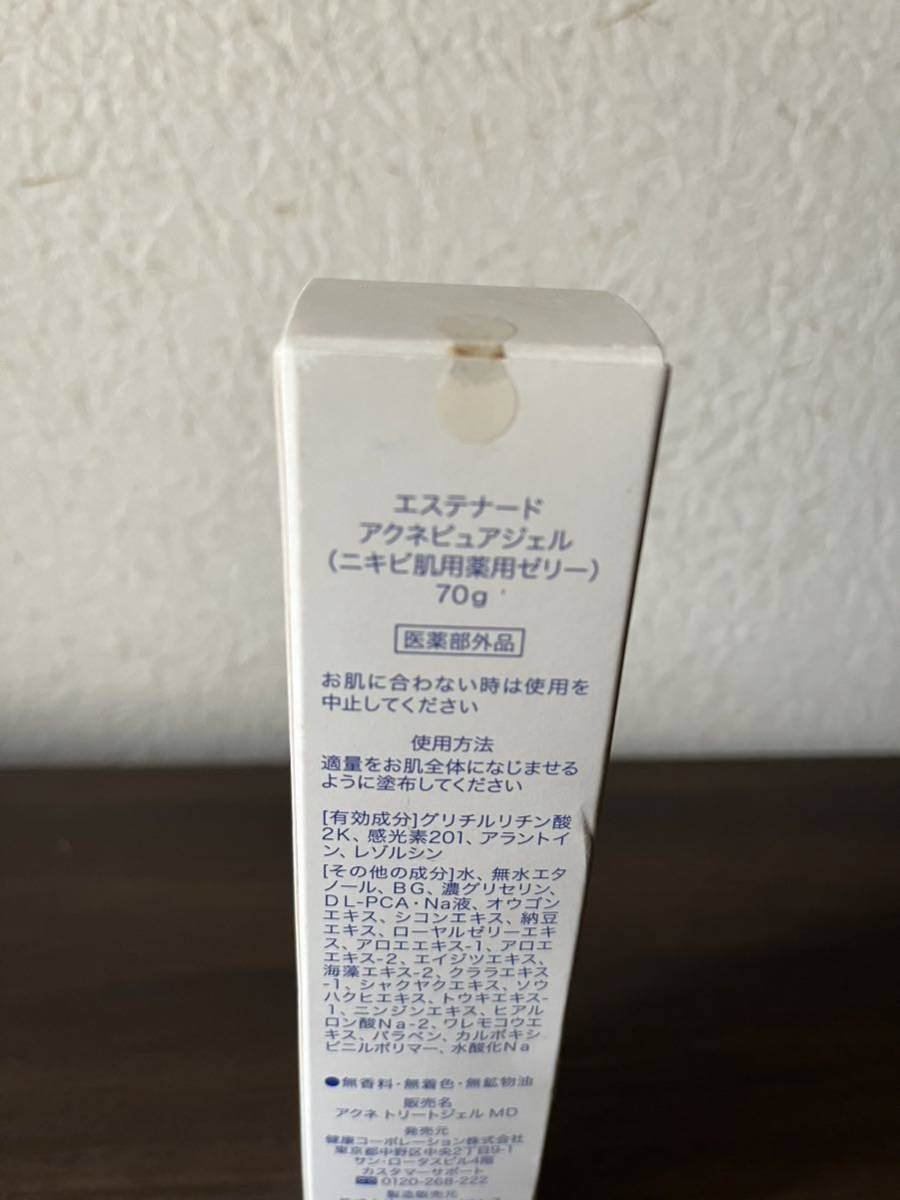 エステナード
アクネピュアジェル
(ニキビ肌用薬用ゼリー)
70g
医薬部外品
お肌に合わない時は使用を
中止してください
使用方法
適量をお肌全体になじませる
ように塗布してください
[有効成分]グリチルリチン酸
2K、感光素201、アラントイ
ン、レゾルシン
[その他の成分]水、無水エタ
ノール、BG、濃グリセリン、
DL-PCA・Na液、オウゴン
エキス、シコンエキス、納豆
エキス、ローヤルゼリーエキ
ス、アロエエキス-1、アロエ
エキス-2、エイジツエキス、
海藻エキス-2、クララエキス
-1、シャクヤクエキス、ソウ
ハクヒエキス、トウキエキス-
1、ニンジンエキス、ヒアル
ロン酸Na-2、ワレモコウエ
キス、パラベン、カルボキシ
ビニルポリマー、水酸化Na
●無香料・無着色・無鉱物油
販売名
アクネ トリートジェル MD
発売元
健康コーポレーション株式会社
東京都中野区中央2丁目9-1
サン・ロータスビル4階
カスタマーサポート
0120-268-222
製造販売元